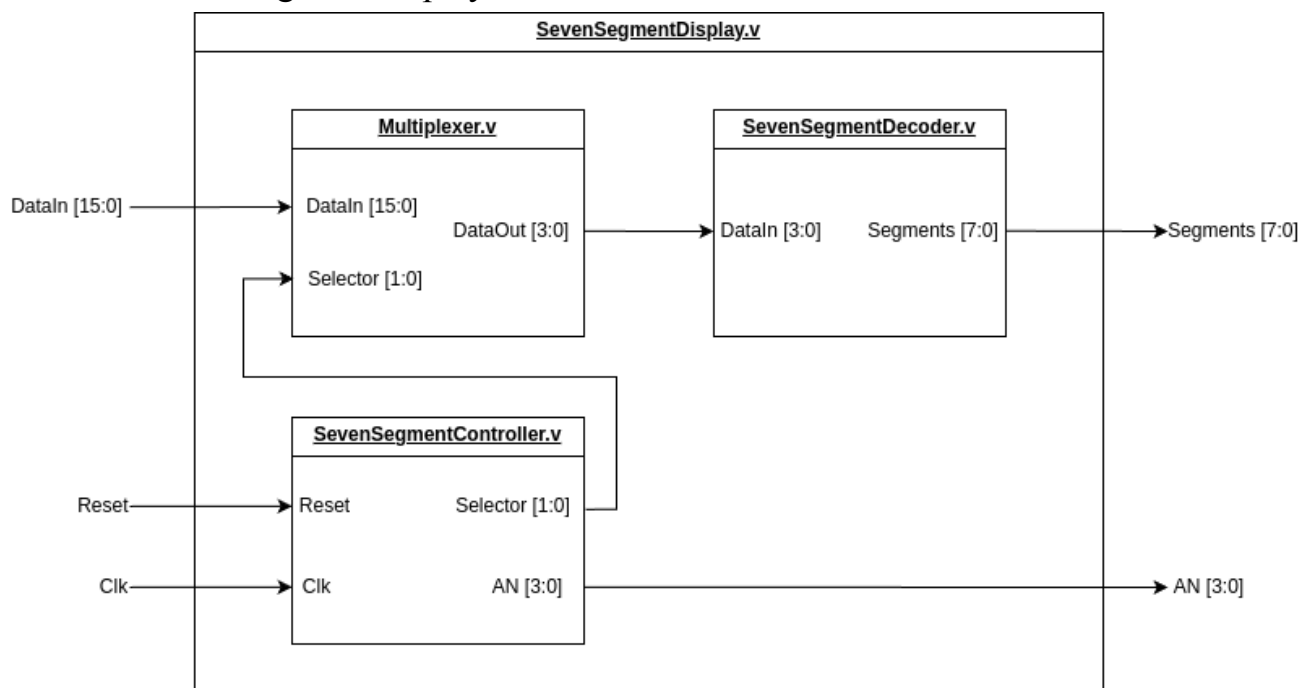 SevenSegmentDisplay.v
Multiplexer.v
SevenSegmentDecoder.v
DataIn [15:0]
DataIn [15:0]
DataOut [3:0]
DataIn [3:0]
Segments [7:0]
Segments [7:0]
Selector [1:0]
SevenSegmentController.v
Reset
Reset
Selector [1:0]
Clk
Clk
AN [3:0]
AN [3:0]